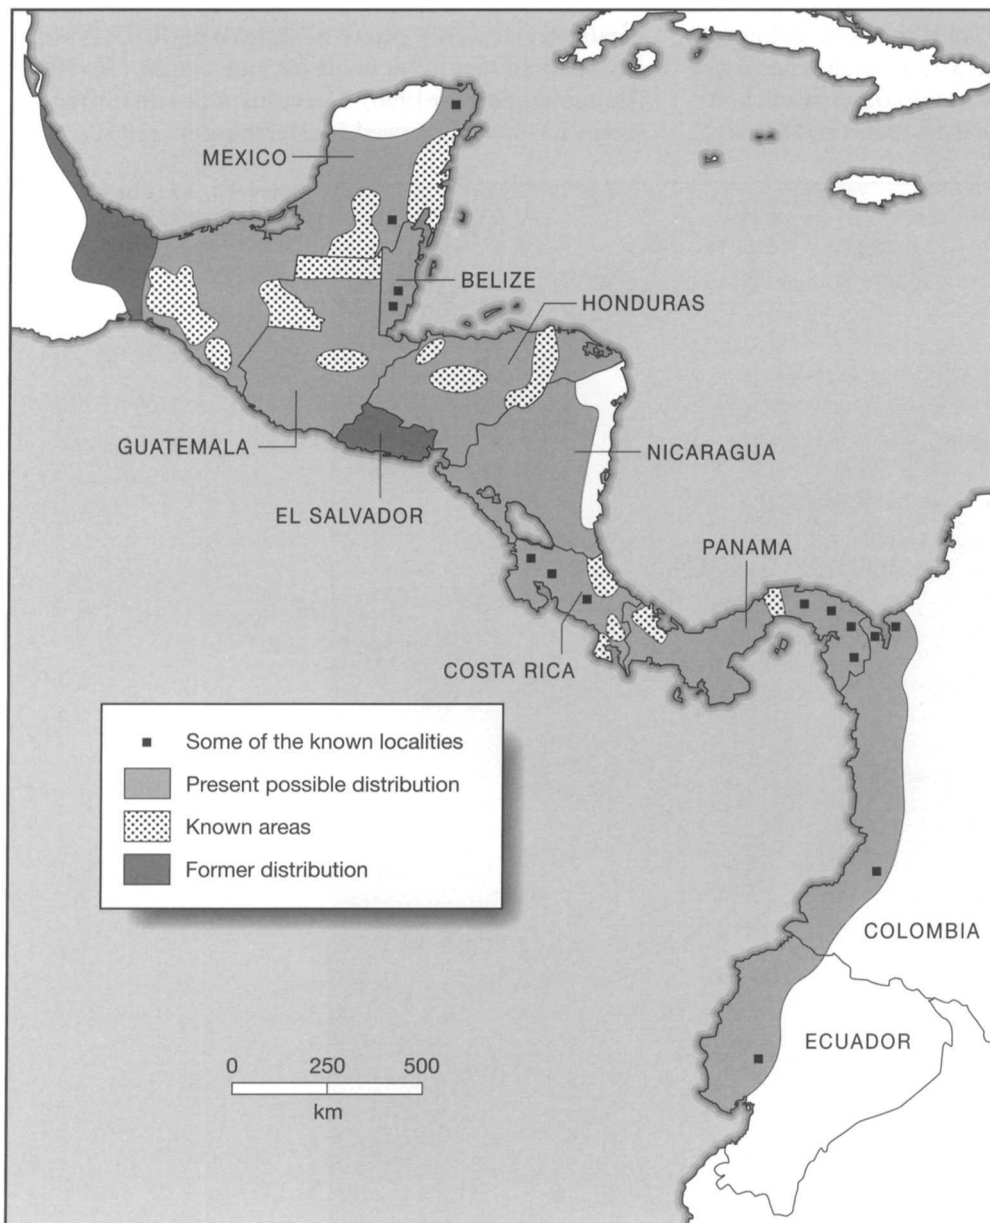 MEXICO
BELIZE
HONDURAS
GUATEMALA
NICARAGUA
EL SALVADOR
PANAMA
COSTA RICA
Some of the known localities
Present possible distribution
Known areas
Former distribution
COLOMBIA
ECUADOR
0 250 500
km